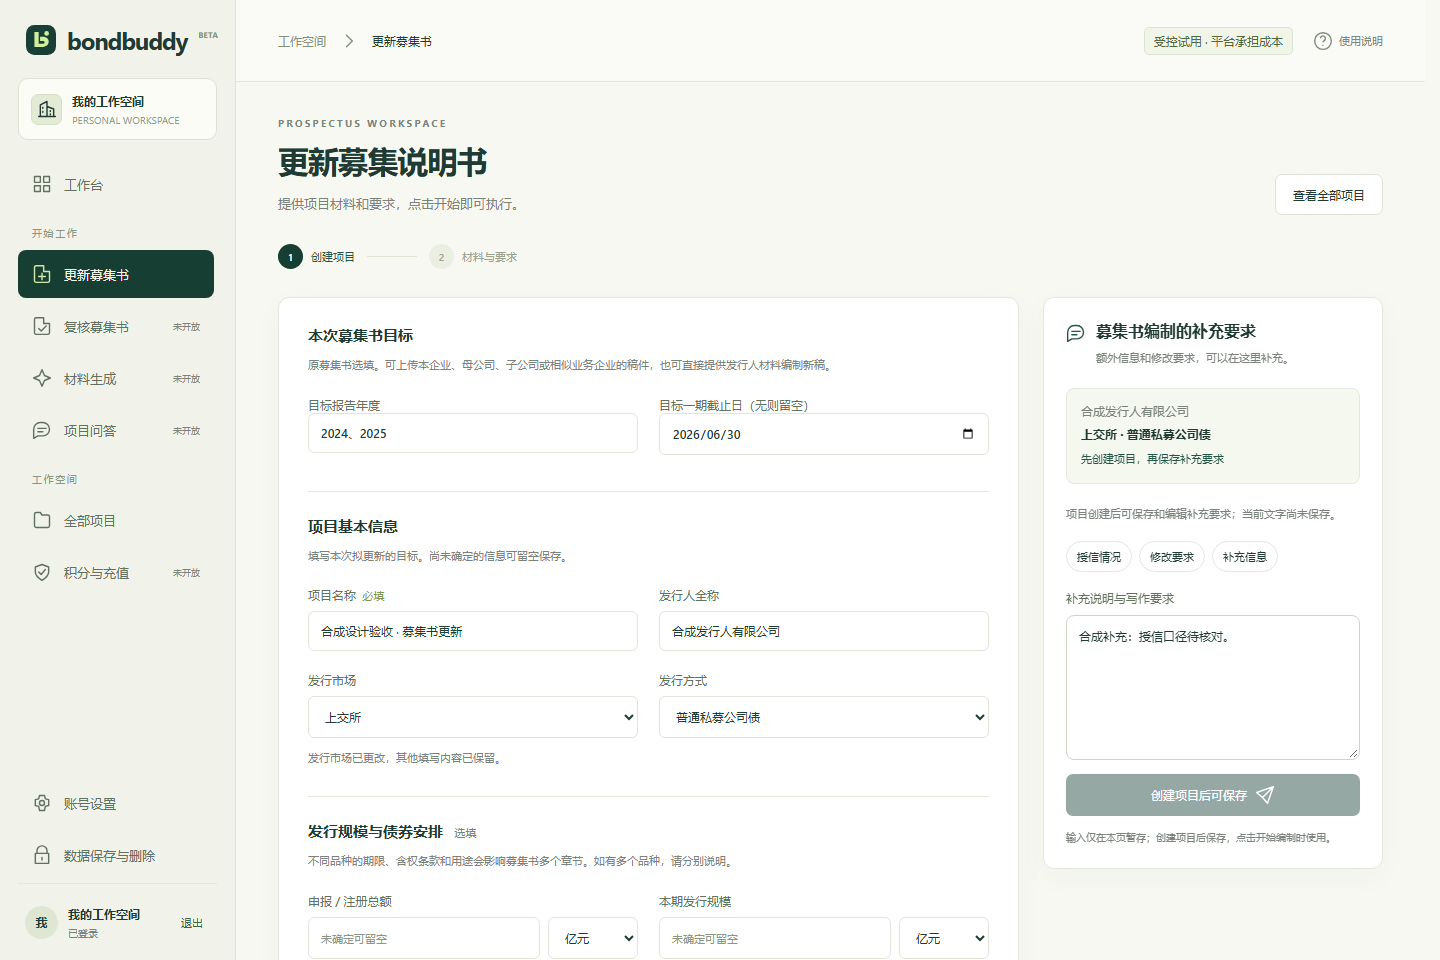 bondbuddy BETA
我的工作空间
PERSONAL WORKSPACE
工作台
开始工作
更新募集书
复核募集书 未开放
材料生成 未开放
项目问答 未开放
工作空间
全部项目
积分与充值 未开放
账号设置
数据保存与删除
我 我的工作空间
已登录
退出
工作空间 更新募集书
受控试用 · 平台承担成本
使用说明
PROSPECTUS WORKSPACE
更新募集说明书
提供项目材料和要求，点击开始即可执行。
查看全部项目
1 创建项目 2 材料与要求
本次募集书目标
原募集书选填。可上传本企业、母公司、子公司或相似业务企业的稿件，也可直接提供发行人材料编制新稿。
目标报告年度 目标一期截止日（无则留空）
2024、2025 2026/06/30
项目基本信息
填写本次拟更新的目标。尚未确定的信息可留空保存。
项目名称 必填 发行人全称
合成设计验收 · 募集书更新 合成发行人有限公司
发行市场 发行方式
上交所 普通私募公司债
发行市场已更改，其他填写内容已保留。
发行规模与债券安排 选填
不同品种的期限、含权条款和用途会影响募集书多个章节。如有多个品种，请分别说明。
申报 / 注册总额 本期发行规模
未确定可留空 亿元 未确定可留空 亿元
募集书编制的补充要求
额外信息和修改要求，可以在这里补充。
合成发行人有限公司
上交所 · 普通私募公司债
先创建项目，再保存补充要求
项目创建后可保存和编辑补充要求；当前文字尚未保存。
授信情况 修改要求 补充信息
补充说明与写作要求
合成补充：授信口径待核对。
创建项目后可保存
输入仅在本页暂存；创建项目后保存，点击开始编制时使用。